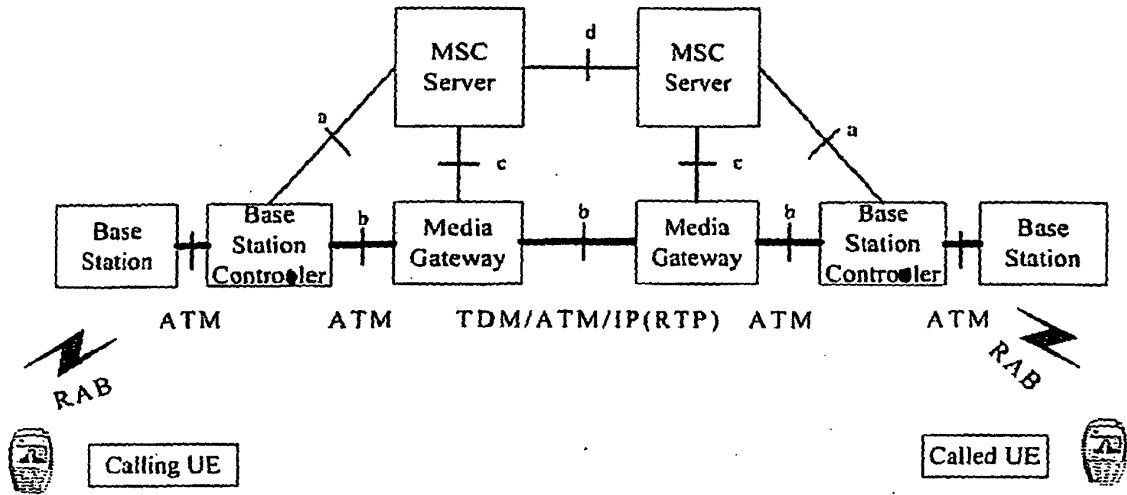 d
MSC
Server
MSC
Server
a
a
c
c
Base
Station
Base
Station
Controller
b
Media
Gateway
b
Media
Gateway
b
Base
Station
Controller
Base
Station
ATM
ATM
TDM/ATM/IP(RTP)
ATM
ATM
RAB
RAB
Calling UE
Called UE